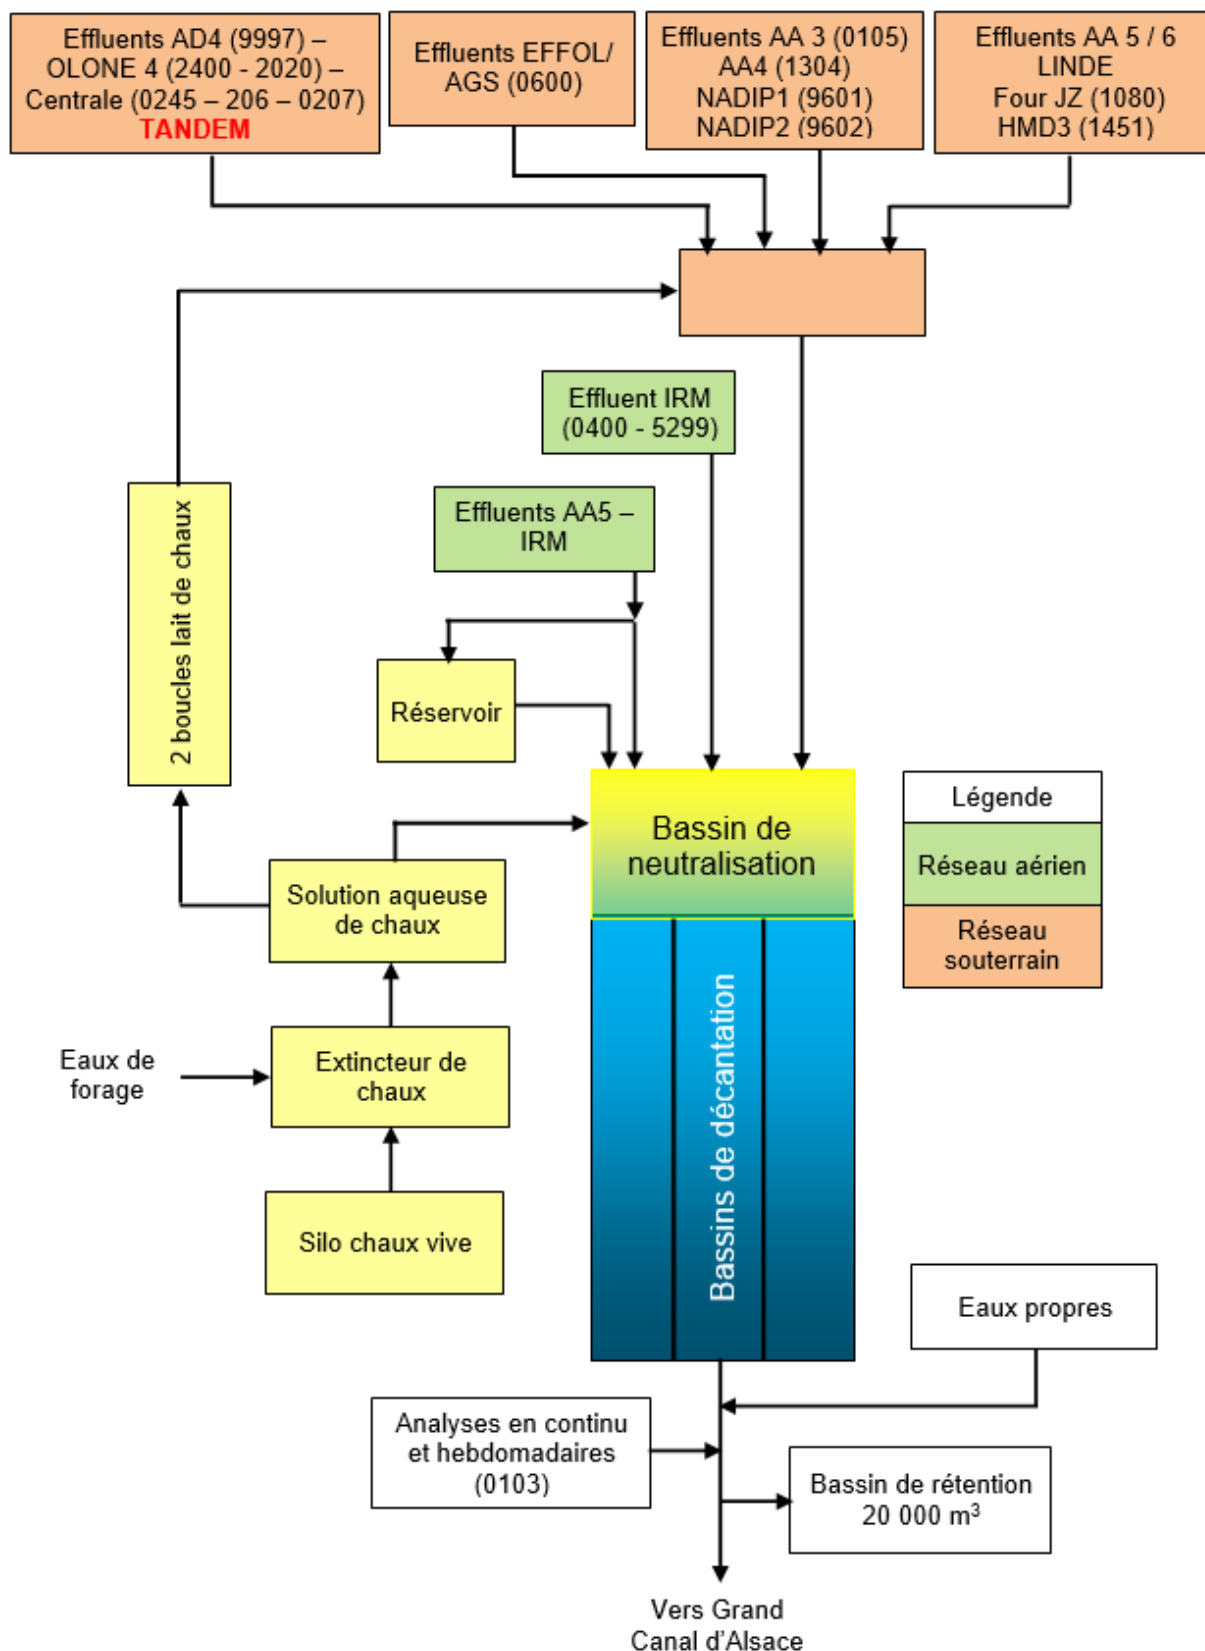 Effluents AD4 (9997) –
OLONE 4 (2400 - 2020) –
Centrale (0245 – 206 – 0207)
TANDEM
Effluents EFFOL/
AGS (0600)
Effluents AA 3 (0105)
AA4 (1304)
NADIP1 (9601)
NADIP2 (9602)
Effluents AA 5 / 6
LINDE
Four JZ (1080)
HMD3 (1451)
Effluent IRM
(0400 - 5299)
Effluents AA5 –
IRM
2 boucles lait de chaux
Réservoir
Bassin de
neutralisation
Légende
Réseau aérien
Réseau
souterrain
Solution aqueuse
de chaux
Bassins de décantation
Eaux de
forage
Extincteur de
chaux
Silo chaux vive
Eaux propres
Analyses en continu
et hebdomadaires
(0103)
Bassin de rétention
20 000 m³
Vers Grand
Canal d'Alsace